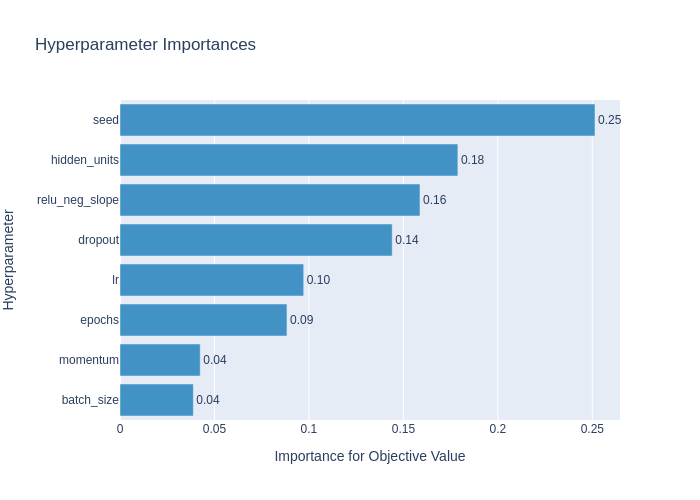 Hyperparameter Importances
Hyperparameter
seed 0.25
hidden_units 0.18
relu_neg_slope 0.16
dropout 0.14
lr 0.10
epochs 0.09
momentum 0.04
batch_size 0.04
0 0.05 0.1 0.15 0.2 0.25
Importance for Objective Value